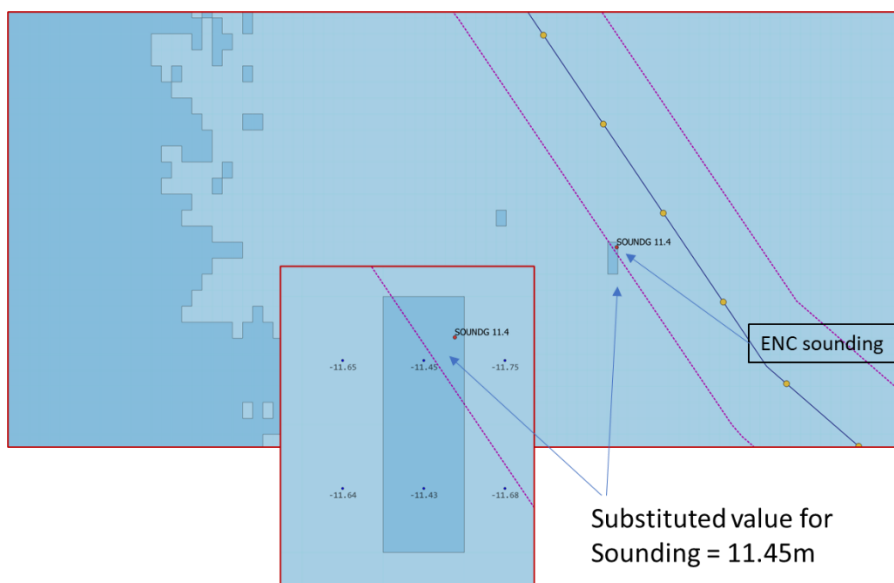 SOUNDG 11.4
ENC sounding
SOUNDG 11.4
-11.65
-11.45
-11.75
-11.64
-11.43
-11.68
Substituted value for
Sounding = 11.45m